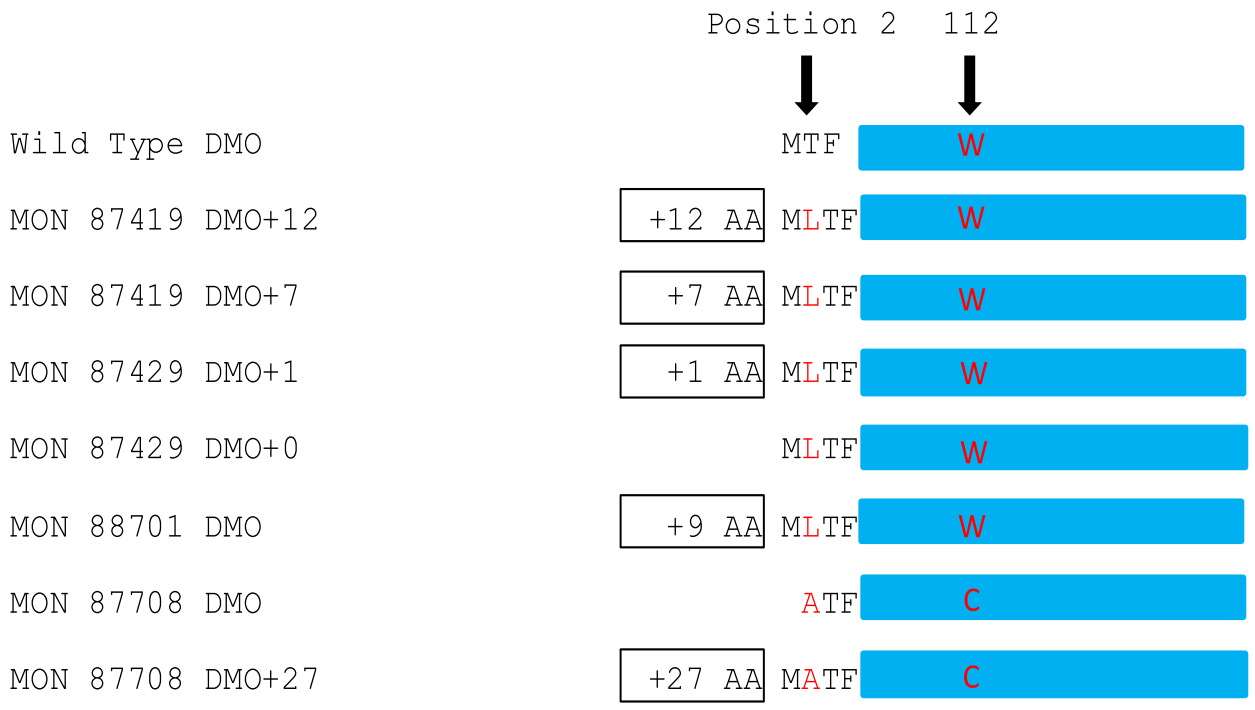 Position 2 112
Wild Type DMO MTF W
MON 87419 DMO+12 +12 AA MLTF W
MON 87419 DMO+7 +7 AA MLTF W
MON 87429 DMO+1 +1 AA MLTF W
MON 87429 DMO+0 MLTF W
MON 88701 DMO +9 AA MLTF W
MON 87708 DMO ATF C
MON 87708 DMO+27 +27 AA MATF C